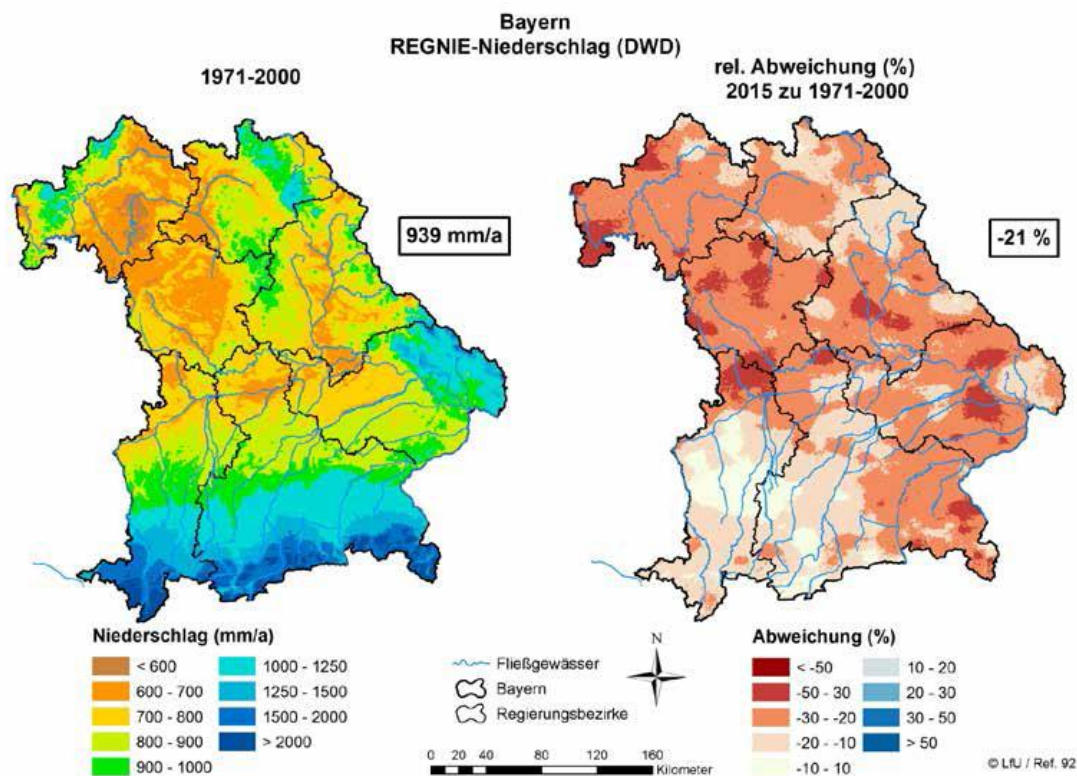 Bayern
REGNIE-Niederschlag (DWD)
1971-2000
rel. Abweichung (%)
2015 zu 1971-2000
939 mm/a
-21 %
Niederschlag (mm/a)
< 600
600 - 700
700 - 800
800 - 900
900 - 1000
1000 - 1250
1250 - 1500
1500 - 2000
> 2000
Fließgewässer
Bayern
Regierungsbezirke
N
0 20 40 80 120 160
Kilometer
Abweichung (%)
< -50
-50 - 30
-30 - -20
-20 - -10
-10 - 10
10 - 20
20 - 30
30 - 50
> 50
© LfU / Ref. 92